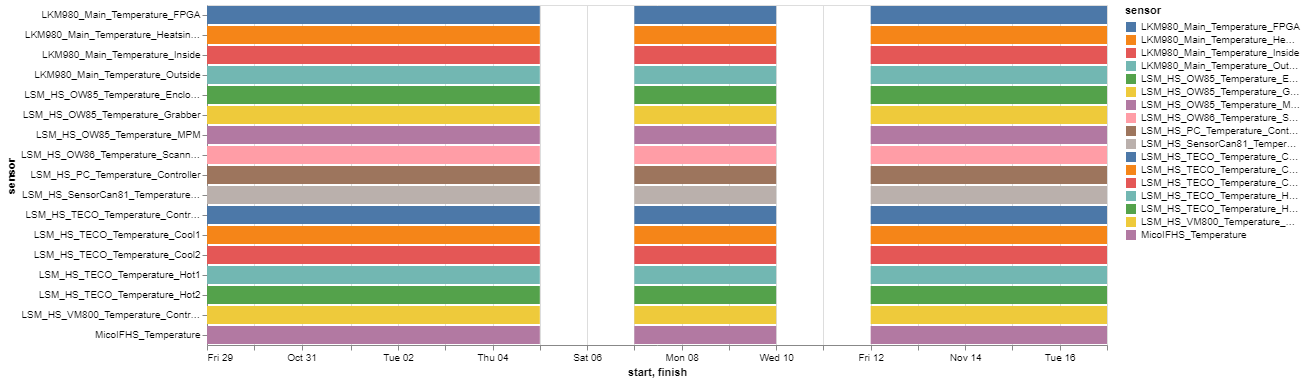 LKM980_Main_Temperature_FPGA
LKM980_Main_Temperature_Heatsin...
LKM980_Main_Temperature_Inside
LKM980_Main_Temperature_Outside
LSM_HS_OW85_Temperature_Enclo...
LSM_HS_OW85_Temperature_Grabber
LSM_HS_OW85_Temperature_MPM
LSM_HS_OW86_Temperature_Scann...
LSM_HS_PC_Temperature_Controller
LSM_HS_SensorCan81_Temperature...
LSM_HS_TECO_Temperature_Contr...
LSM_HS_TECO_Temperature_Cool1
LSM_HS_TECO_Temperature_Cool2
LSM_HS_TECO_Temperature_Hot1
LSM_HS_TECO_Temperature_Hot2
LSM_HS_VM800_Temperature_Contr...
MicoIFHS_Temperature
sensor
Fri 29 Oct 31 Tue 02 Thu 04 Sat 06 Mon 08 Wed 10 Fri 12 Nov 14 Tue 16
start, finish
sensor
LKM980_Main_Temperature_FPGA
LKM980_Main_Temperature_He...
LKM980_Main_Temperature_Inside
LKM980_Main_Temperature_Out...
LSM_HS_OW85_Temperature_E...
LSM_HS_OW85_Temperature_G...
LSM_HS_OW85_Temperature_M...
LSM_HS_OW86_Temperature_S...
LSM_HS_PC_Temperature_Cont...
LSM_HS_SensorCan81_Temper...
LSM_HS_TECO_Temperature_C...
LSM_HS_TECO_Temperature_C...
LSM_HS_TECO_Temperature_C...
LSM_HS_TECO_Temperature_H...
LSM_HS_TECO_Temperature_H...
LSM_HS_VM800_Temperature_...
MicoIFHS_Temperature